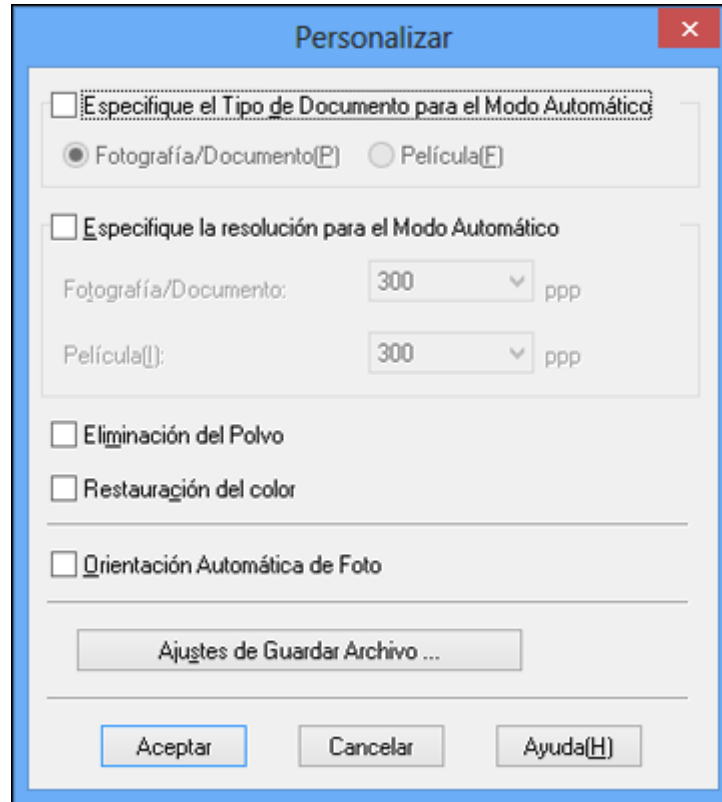 Personalizar
Especifique el Tipo de Documento para el Modo Automático
Fotografía/Documento(P) Película(F)
Especifique la resolución para el Modo Automático
Fotografía/Documento: 300 ppp
Película(I): 300 ppp
Eliminación del Polvo
Restauración del color
Orientación Automática de Foto
Ajustes de Guardar Archivo ...
Aceptar Cancelar Ayuda(H)